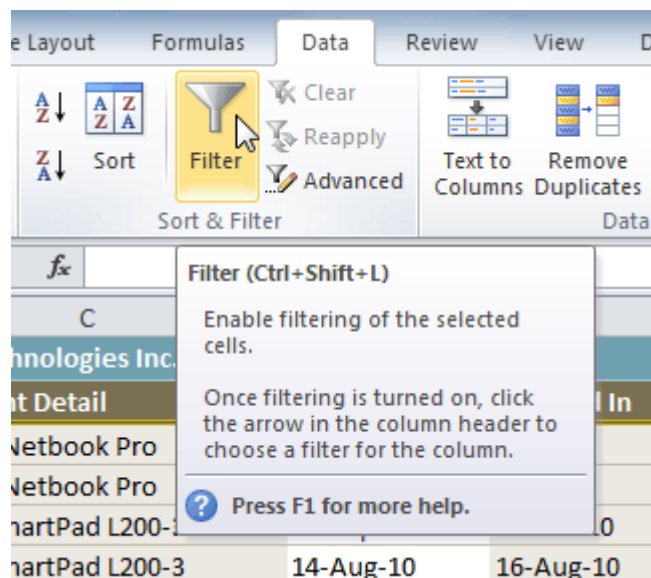 e Layout Formulas Data Review View D
A Z A Z Clear
Z A Reapply
Z A Sort Filter Advanced Text to Columns Remove Duplicates
Sort & Filter Data
fx
Filter (Ctrl+Shift+L)
C
Enable filtering of the selected
cells.
hnologies Inc.
Once filtering is turned on, click
nt Detail the arrow in the column header to In
choose a filter for the column.
Netbook Pro
Netbook Pro
? Press F1 for more help.
martPad L200- 0
martPad L200-3 14-Aug-10 16-Aug-10